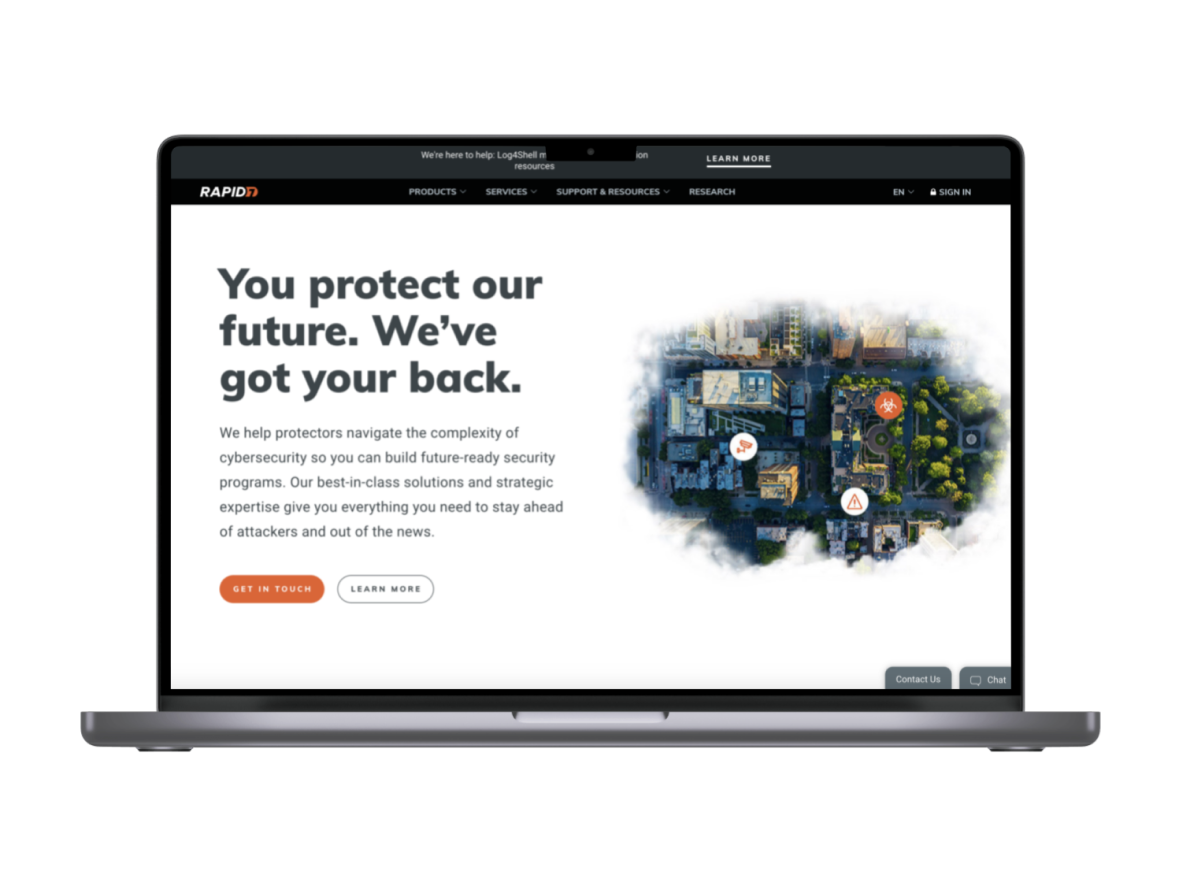 We're here to help: Log4Shell
resources
LEARN MORE
RAPID7
PRODUCTS
SERVICES
SUPPORT & RESOURCES
RESEARCH
EN
SIGN IN
You protect our
future. We've
got your back.
We help protectors navigate the complexity of
cybersecurity so you can build future-ready security
programs. Our best-in-class solutions and strategic
expertise give you everything you need to stay ahead
of attackers and out of the news.
GET IN TOUCH
LEARN MORE
Contact Us
Chat